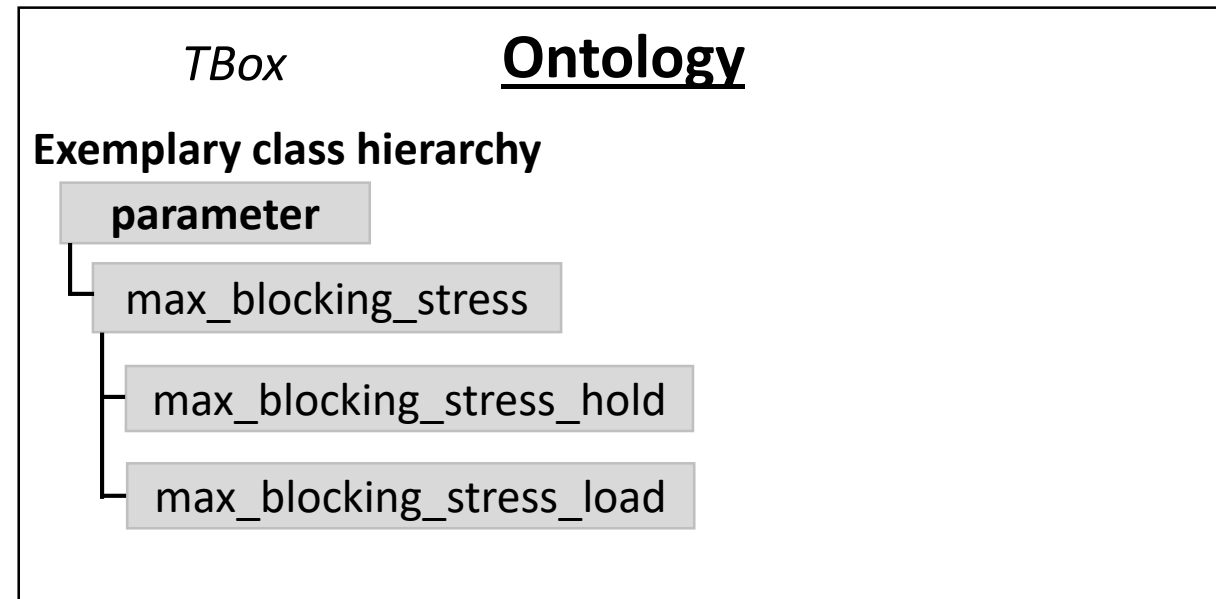 TBox
Ontology
Exemplary class hierarchy
parameter
max_blocking_stress
max_blocking_stress_hold
max_blocking_stress_load